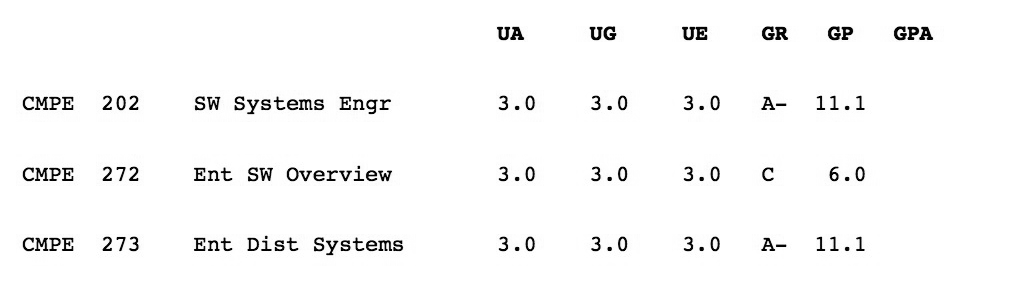 UA UG UE GR GP GPA
CMPE 202 SW Systems Engr 3.0 3.0 3.0 A- 11.1
CMPE 272 Ent SW Overview 3.0 3.0 3.0 C 6.0
CMPE 273 Ent Dist Systems 3.0 3.0 3.0 A- 11.1